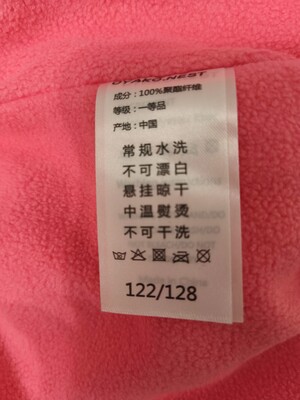 OYAKO.NEST
成分：100%聚酯纤维
等级：一等品
产地：中国
常规水洗
不可漂白
悬挂晾干
中温熨烫
不可干洗
122/128